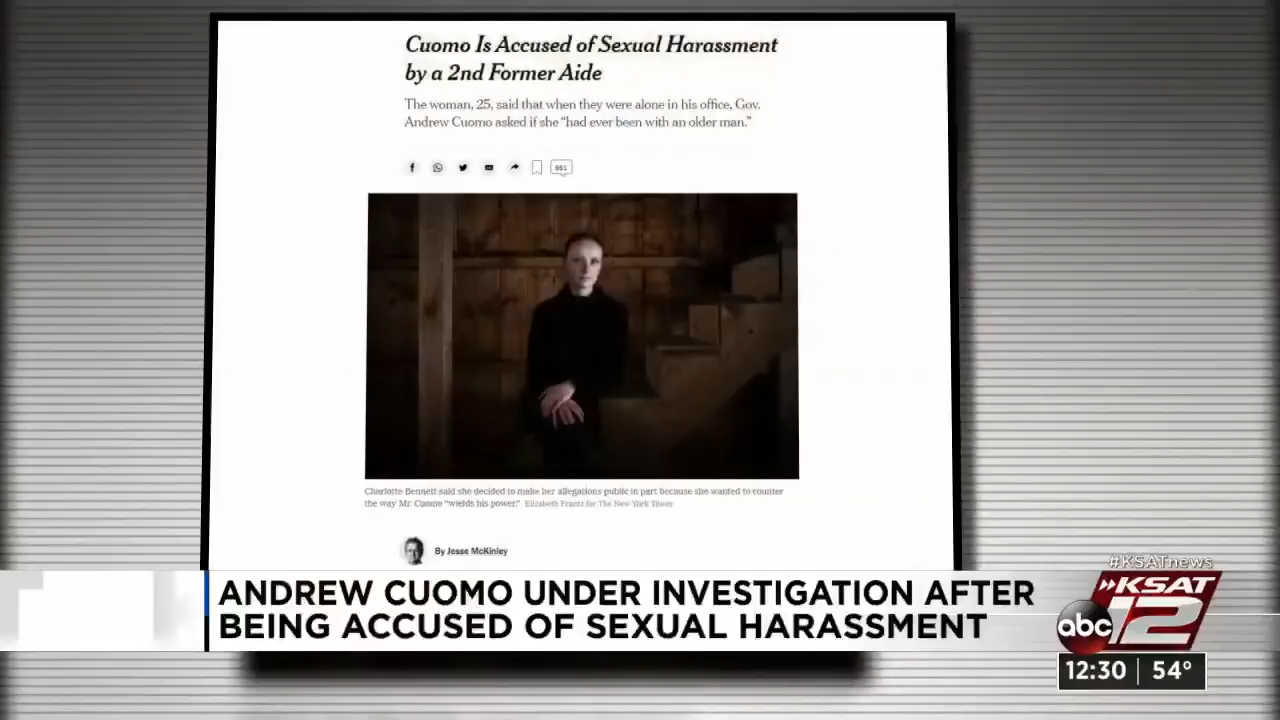 Cuomo Is Accused of Sexual Harassment
by a 2nd Former Aide
The woman, 25, said that when they were alone in his office, Gov.
Andrew Cuomo asked if she “had ever been with an older man.”
951
Charlotte Bennett said she decided to make her allegations public in part because she wanted to counter
the way Mr. Cuomo “wields his power.” Elizabeth Frantz for The New York Times
By Jesse McKinley
#KSATnews
ANDREW CUOMO UNDER INVESTIGATION AFTER
BEING ACCUSED OF SEXUAL HARASSMENT
KSAT
abc 12
12:30 54°